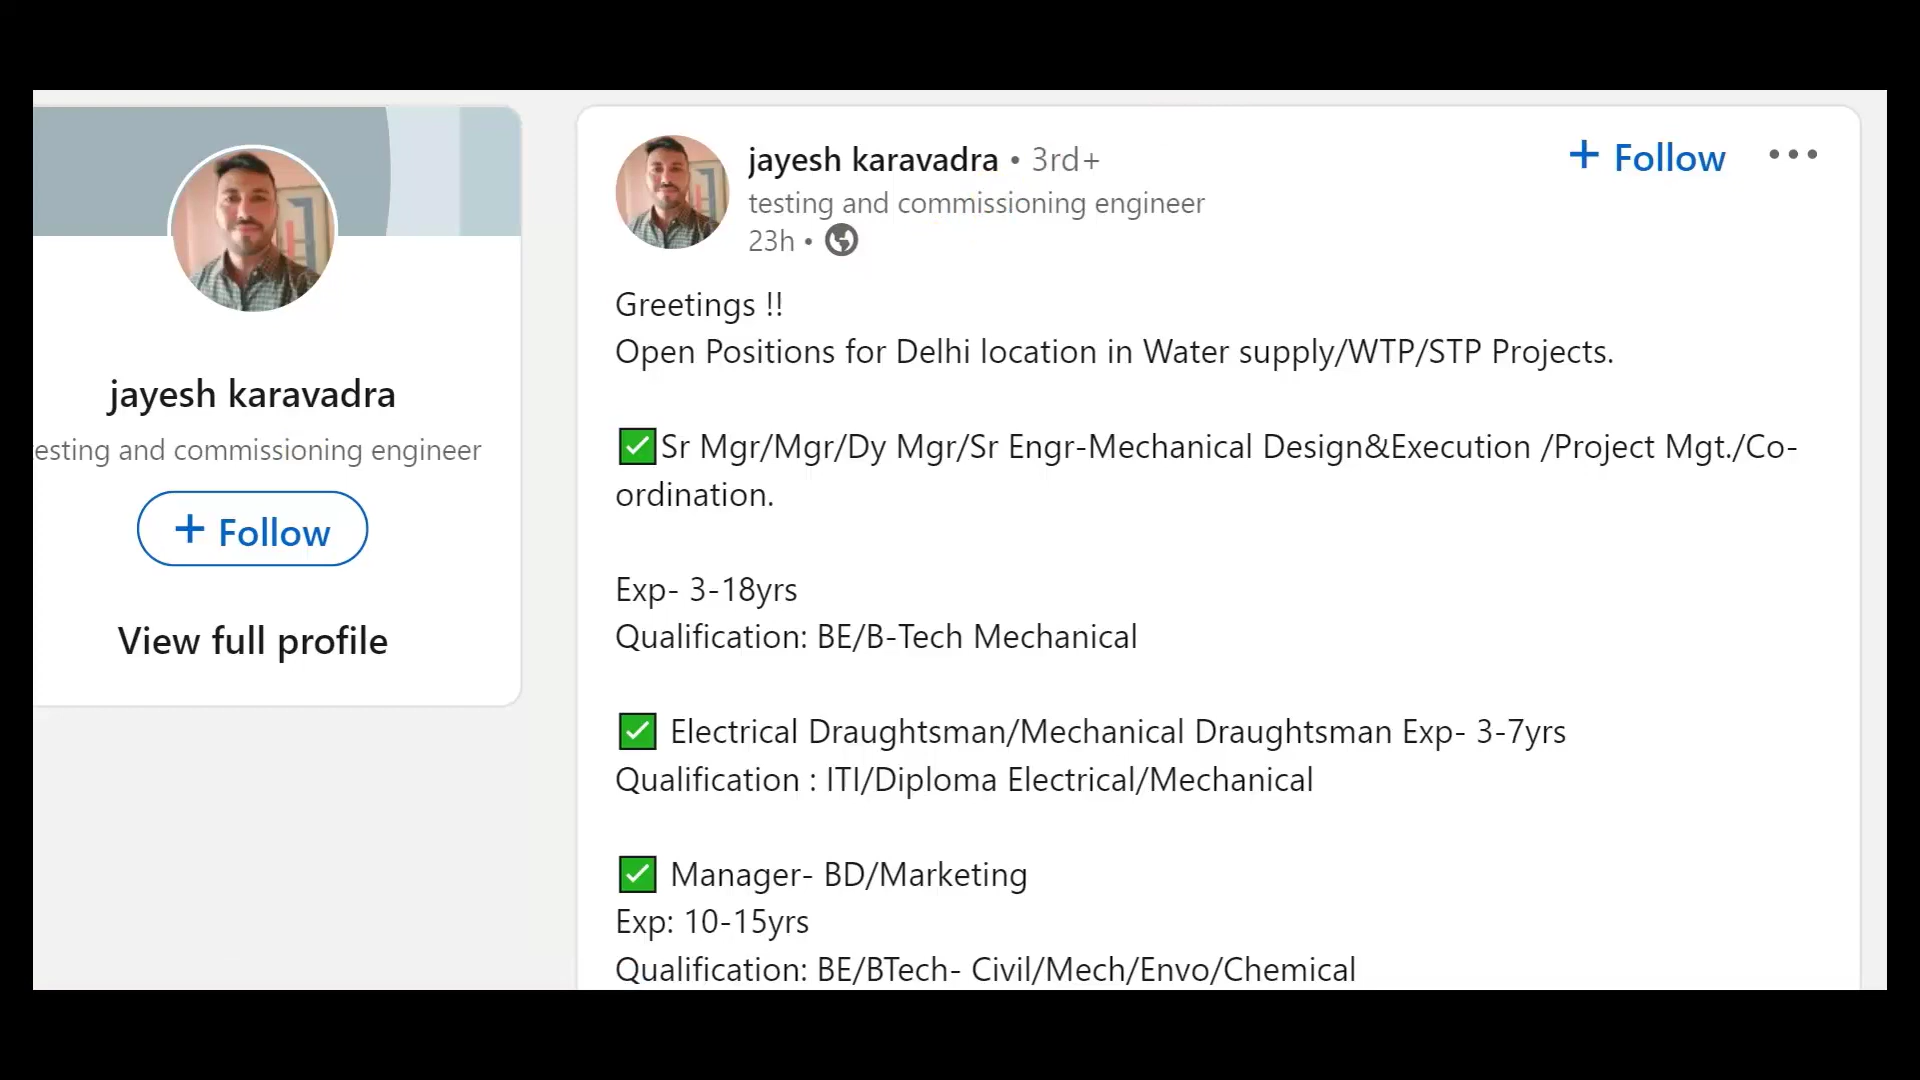 jayesh karavadra
esting and commissioning engineer
+ Follow
View full profile
jayesh karavadra • 3rd+
+ Follow
testing and commissioning engineer
23h •
Greetings !!
Open Positions for Delhi location in Water supply/WTP/STP Projects.
✅Sr Mgr/Mgr/Dy Mgr/Sr Engr-Mechanical Design&Execution /Project Mgt./Co-
ordination.
Exp- 3-18yrs
Qualification: BE/B-Tech Mechanical
✅ Electrical Draughtsman/Mechanical Draughtsman Exp- 3-7yrs
Qualification : ITI/Diploma Electrical/Mechanical
✅ Manager- BD/Marketing
Exp: 10-15yrs
Qualification: BE/BTech- Civil/Mech/Envo/Chemical